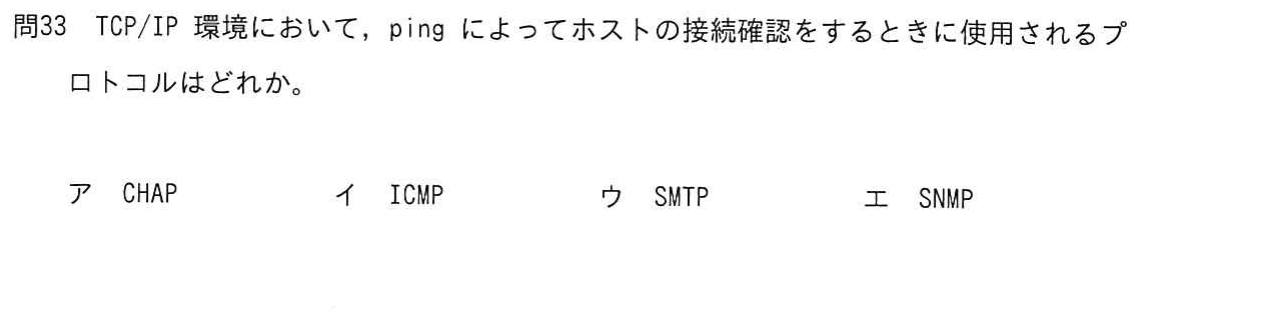 問33 TCP/IP 環境において，ping によってホストの接続確認をするときに使用されるプ
ロトコルはどれか。
ア CHAP イ ICMP ウ SMTP エ SNMP